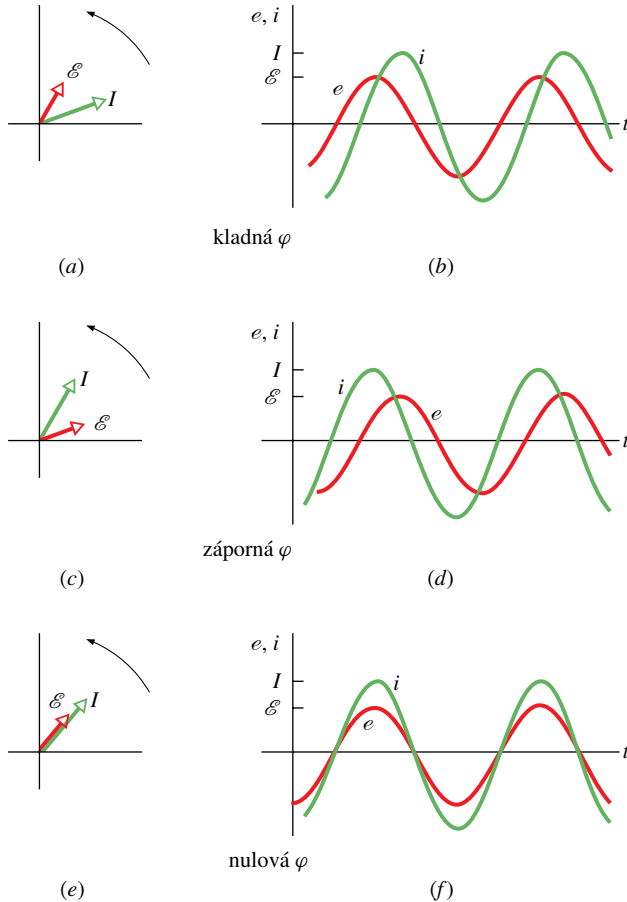 e, i
I
ℰ
ℰ
I
e
i
t
kladná φ
(a)
(b)
e, i
I
ℰ
I
ℰ
i
e
t
záporná φ
(c)
(d)
e, i
I
ℰ
ℰ
I
i
e
t
nulová φ
(e)
(f)